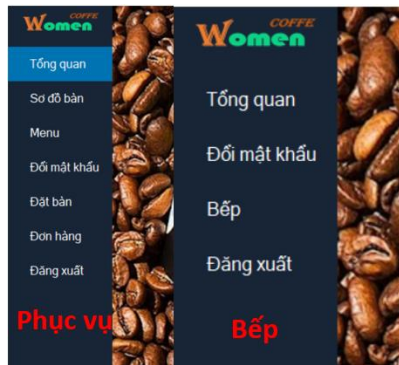 COFFE
Women
Tổng quan
Sơ đồ bàn
Menu
Đổi mật khẩu
Đặt bàn
Đơn hàng
Đăng xuất
Phục vụ
COFFE
Women
Tổng quan
Đổi mật khẩu
Bếp
Đăng xuất
Bếp